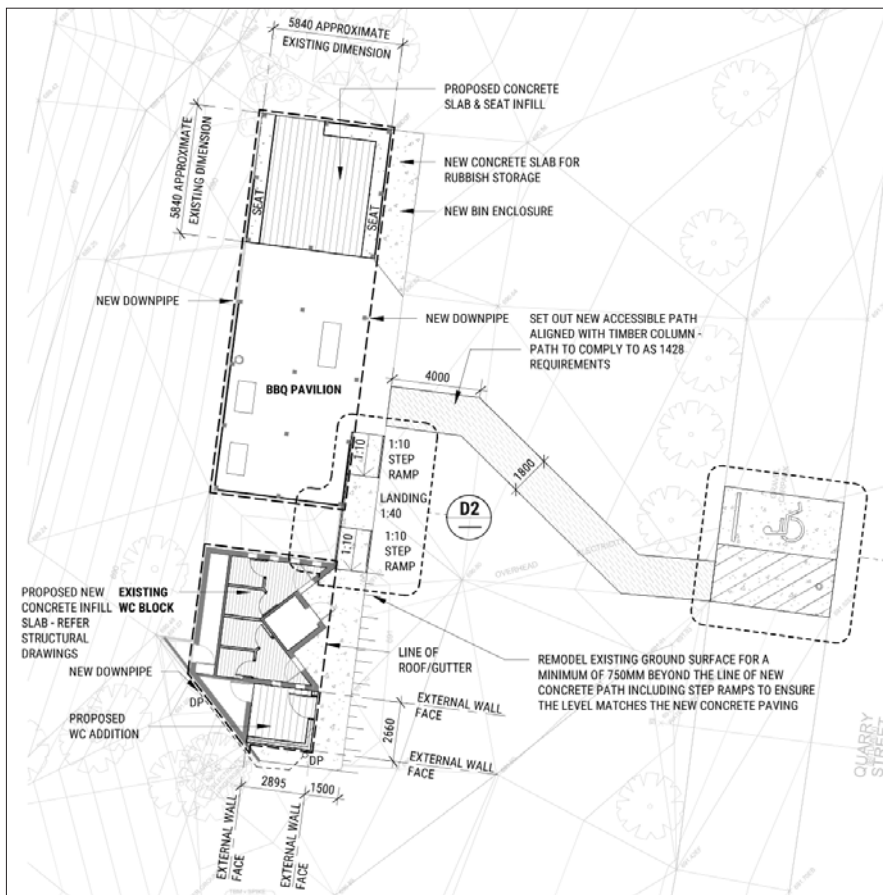 5840 APPROXIMATE
EXISTING DIMENSION
PROPOSED CONCRETE
SLAB & SEAT INFILL
5840 APPROXIMATE
EXISTING DIMENSION
NEW CONCRETE SLAB FOR
RUBBISH STORAGE
SEAT
SEAT
NEW BIN ENCLOSURE
NEW DOWNPIPE
NEW DOWNPIPE
SET OUT NEW ACCESSIBLE PATH
ALIGNED WITH TIMBER COLUMN -
PATH TO COMPLY TO AS 1428
REQUIREMENTS
4000
BBQ PAVILION
1:10
1:10
STEP
RAMP
1800
LANDING
1:40
D2
1:10
1:10
STEP
RAMP
OVERHEAD
ELECTRICITY
PROPOSED NEW
CONCRETE INFILL
SLAB - REFER
STRUCTURAL
DRAWINGS
EXISTING
WC BLOCK
LINE OF
ROOF/GUTTER
REMODEL EXISTING GROUND SURFACE FOR A
MINIMUM OF 750MM BEYOND THE LINE OF NEW
CONCRETE PATH INCLUDING STEP RAMPS TO ENSURE
THE LEVEL MATCHES THE NEW CONCRETE PAVING
NEW DOWNPIPE
DP
EXTERNAL WALL
FACE
PROPOSED
WC ADDITION
2660
EXTERNAL WALL
FACE
DP
2895
1500
EXTERNAL WALL
FACE
EXTERNAL WALL
FACE
QUARRY
STREET